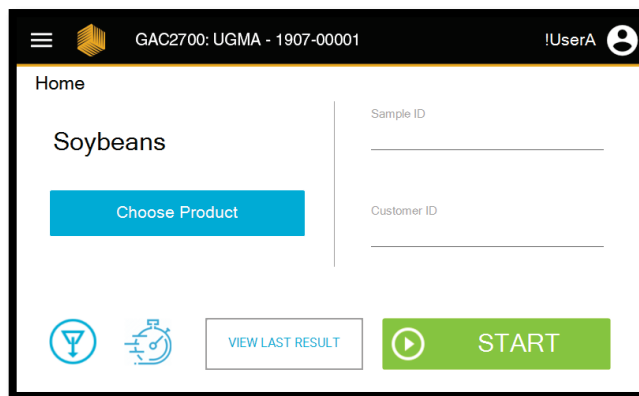 GAC2700: UGMA - 1907-00001
!UserA
Home
Soybeans
Choose Product
Sample ID
Customer ID
VIEW LAST RESULT
START